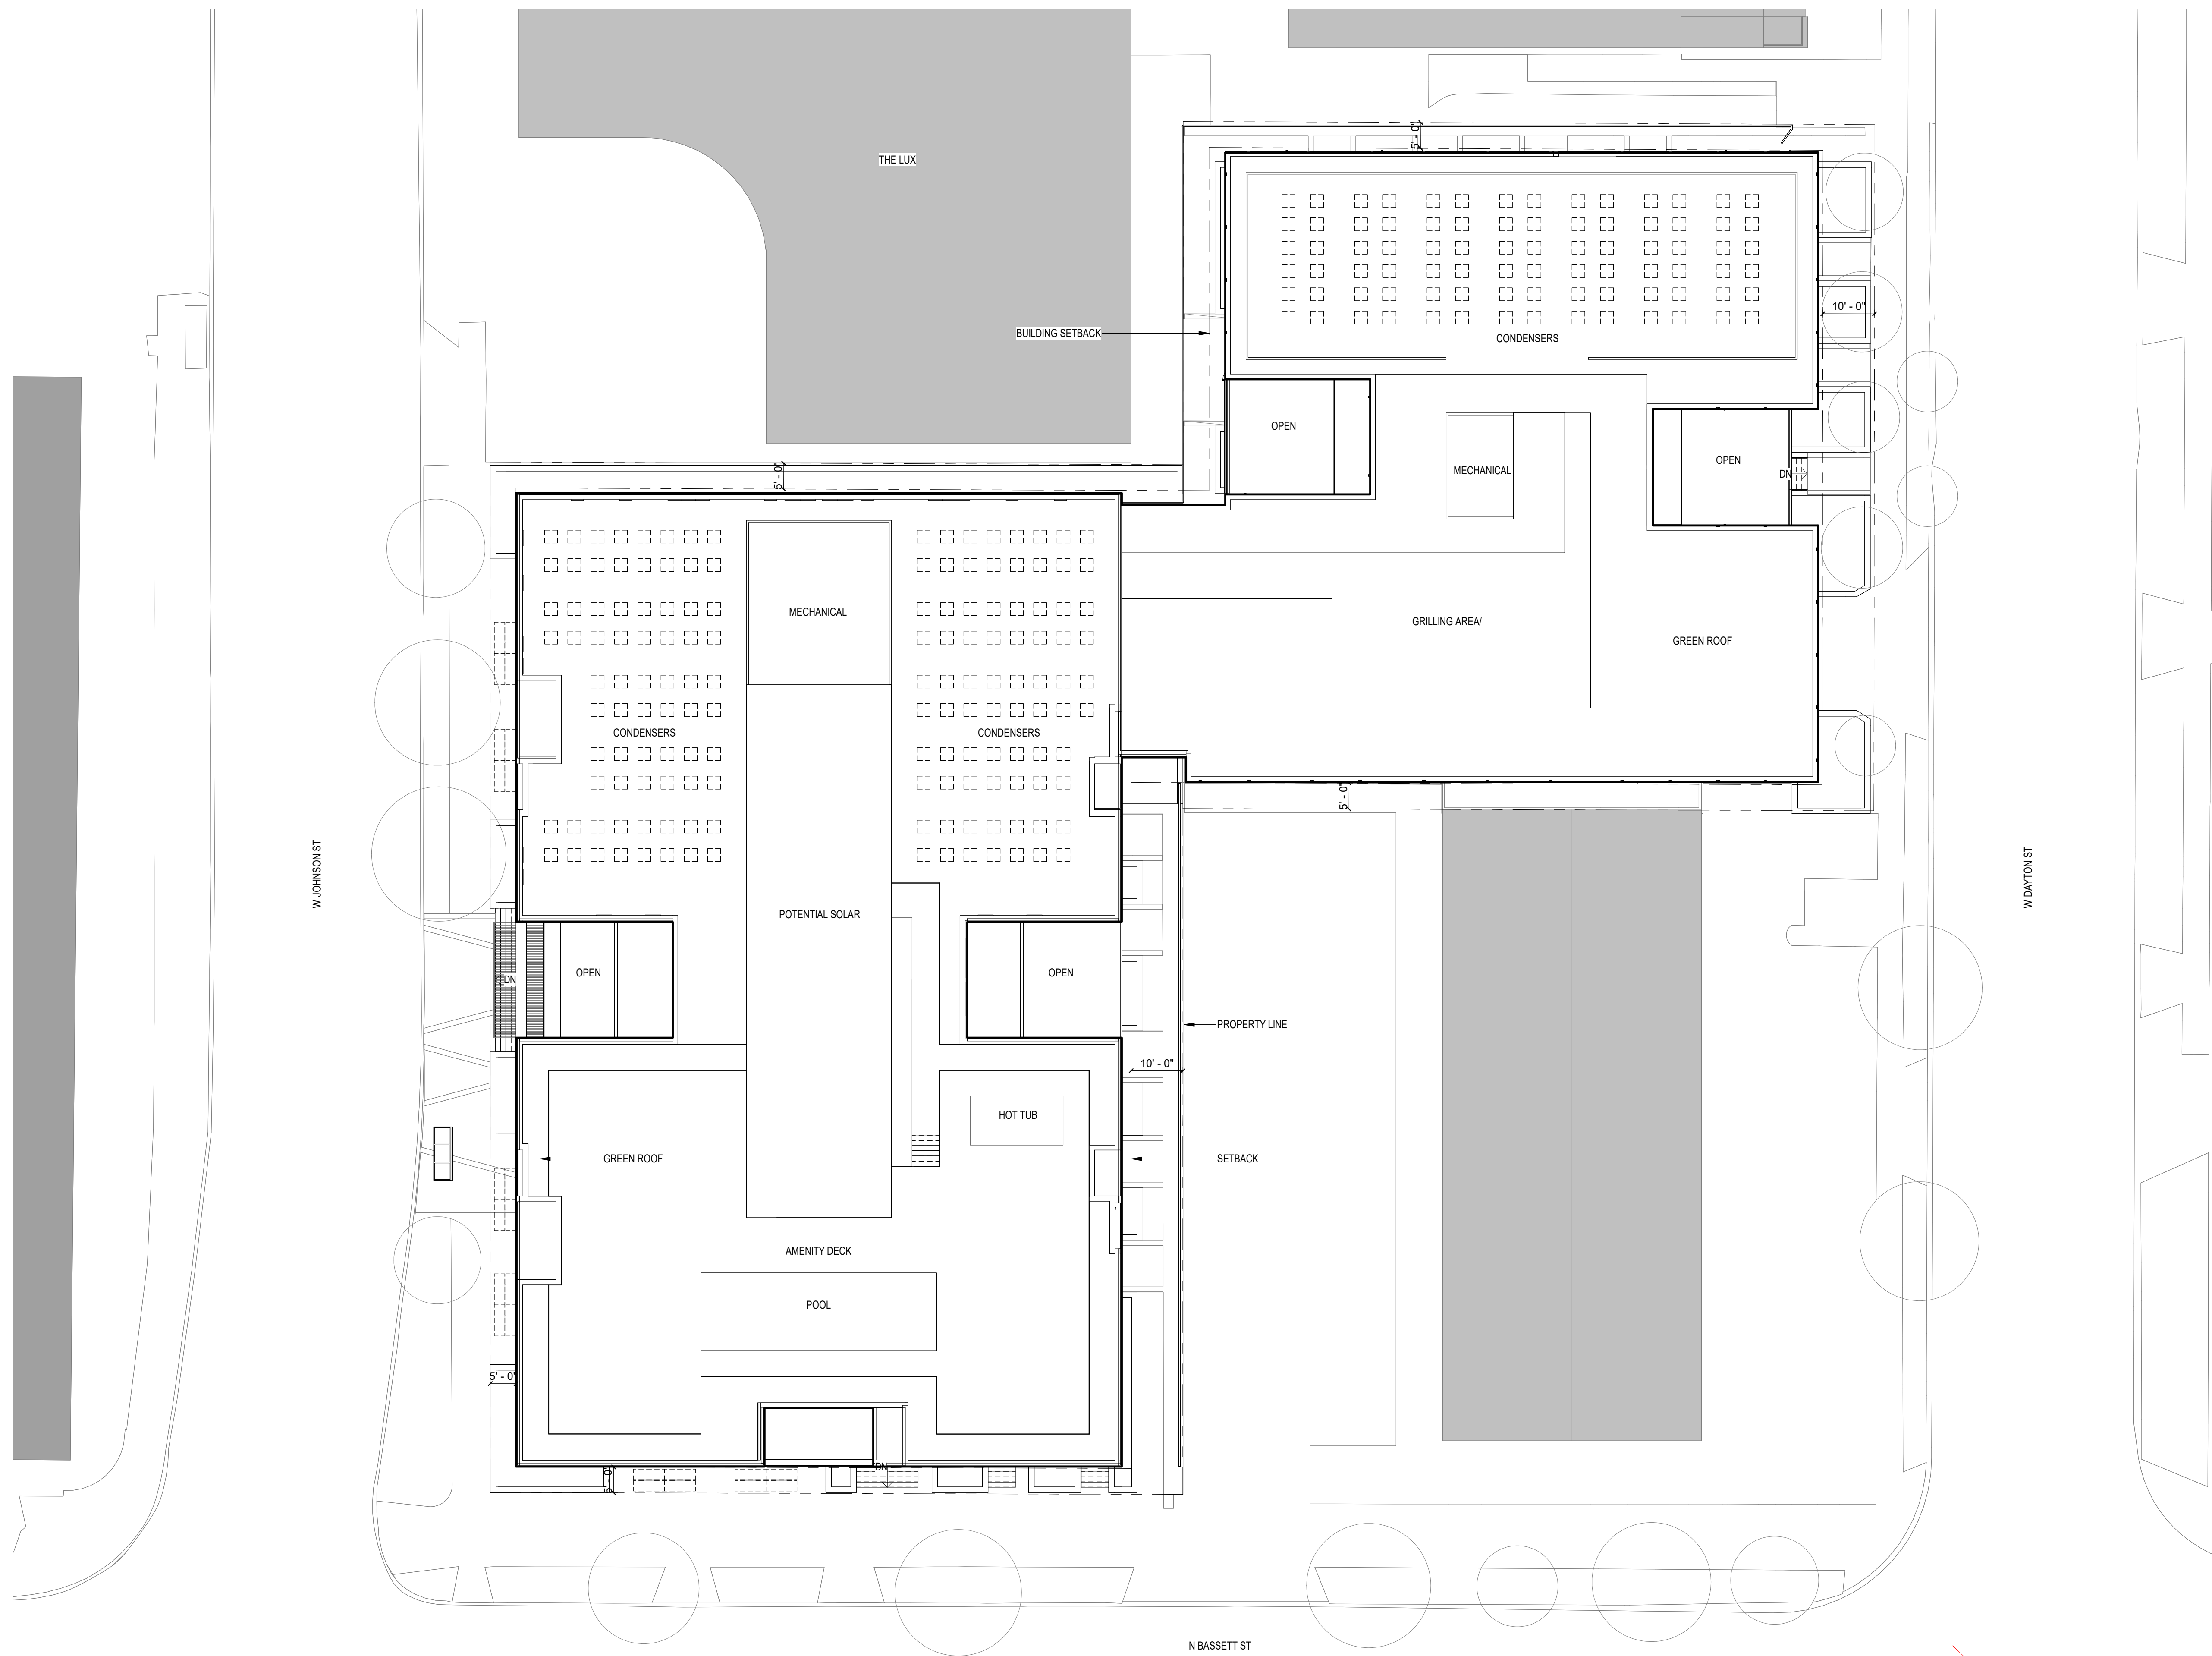 THE LUX
5' - 0"
BUILDING SETBACK
10' - 0"
CONDENSERS
OPEN
MECHANICAL
OPEN
DN
5' - 0"
MECHANICAL
GRILLING AREA/
GREEN ROOF
CONDENSERS
CONDENSERS
5' - 0"
W JOHNSON ST
W DAYTON ST
POTENTIAL SOLAR
OPEN
DN
OPEN
PROPERTY LINE
10' - 0"
HOT TUB
GREEN ROOF
SETBACK
AMENITY DECK
POOL
5' - 0"
DN
5' - 0"
N BASSETT ST